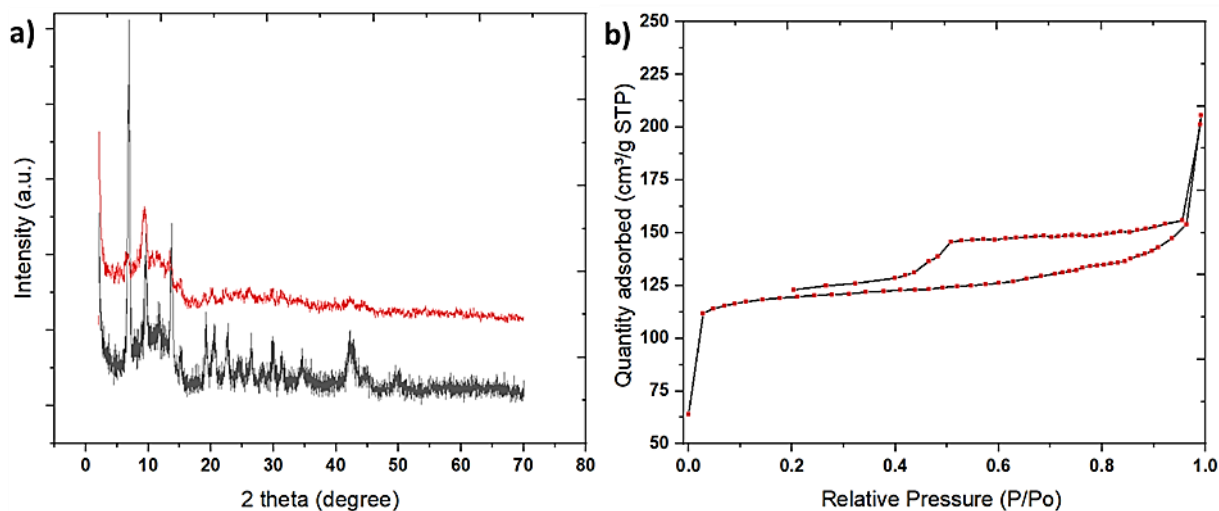 a)
Intensity (a.u.)
0 10 20 30 40 50 60 70 80
2 theta (degree)
b)
Quantity adsorbed (cm³/g STP)
250
225
200
175
150
125
100
75
50
0.0 0.2 0.4 0.6 0.8 1.0
Relative Pressure (P/Po)